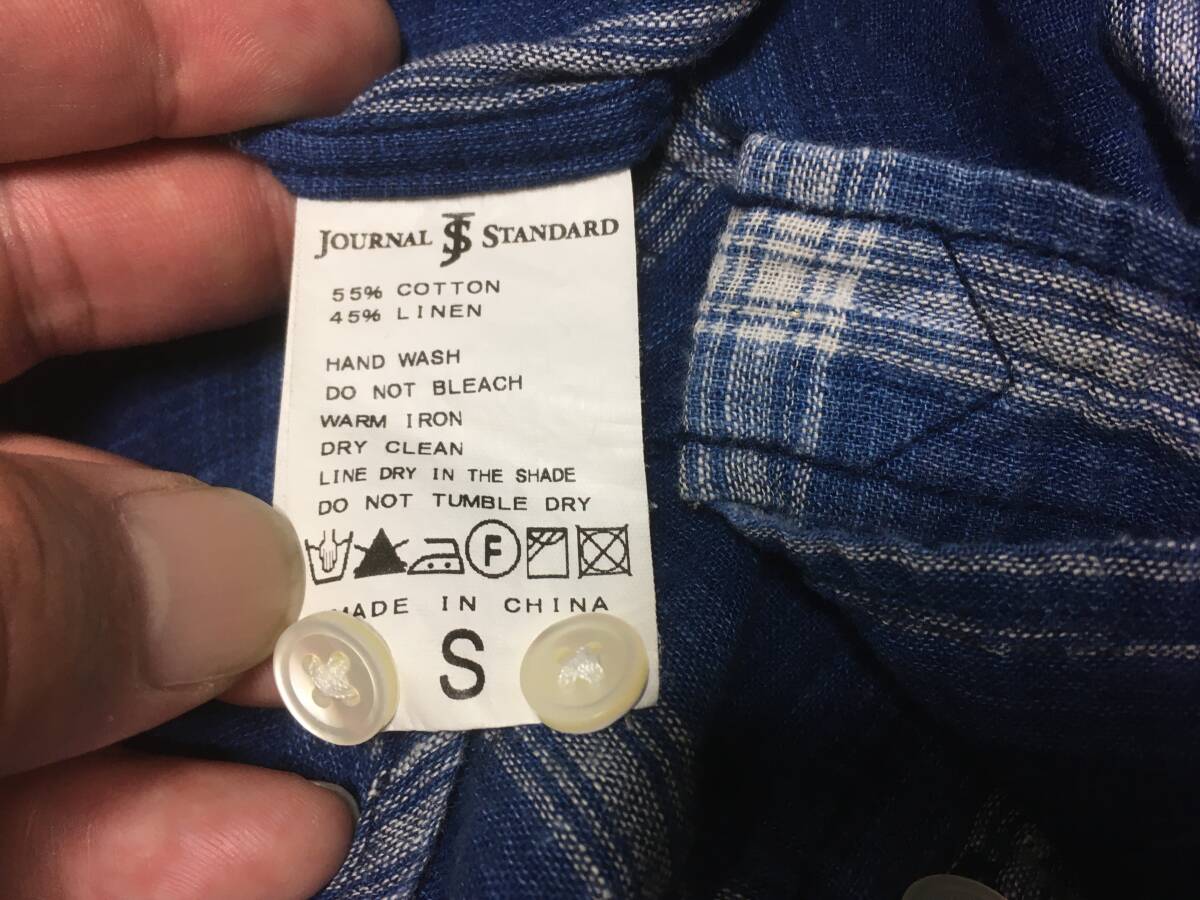 JOURNAL JS STANDARD
55% COTTON
45% LINEN
HAND WASH
DO NOT BLEACH
WARM IRON
DRY CLEAN
LINE DRY IN THE SHADE
DO NOT TUMBLE DRY
F
MADE IN CHINA
S